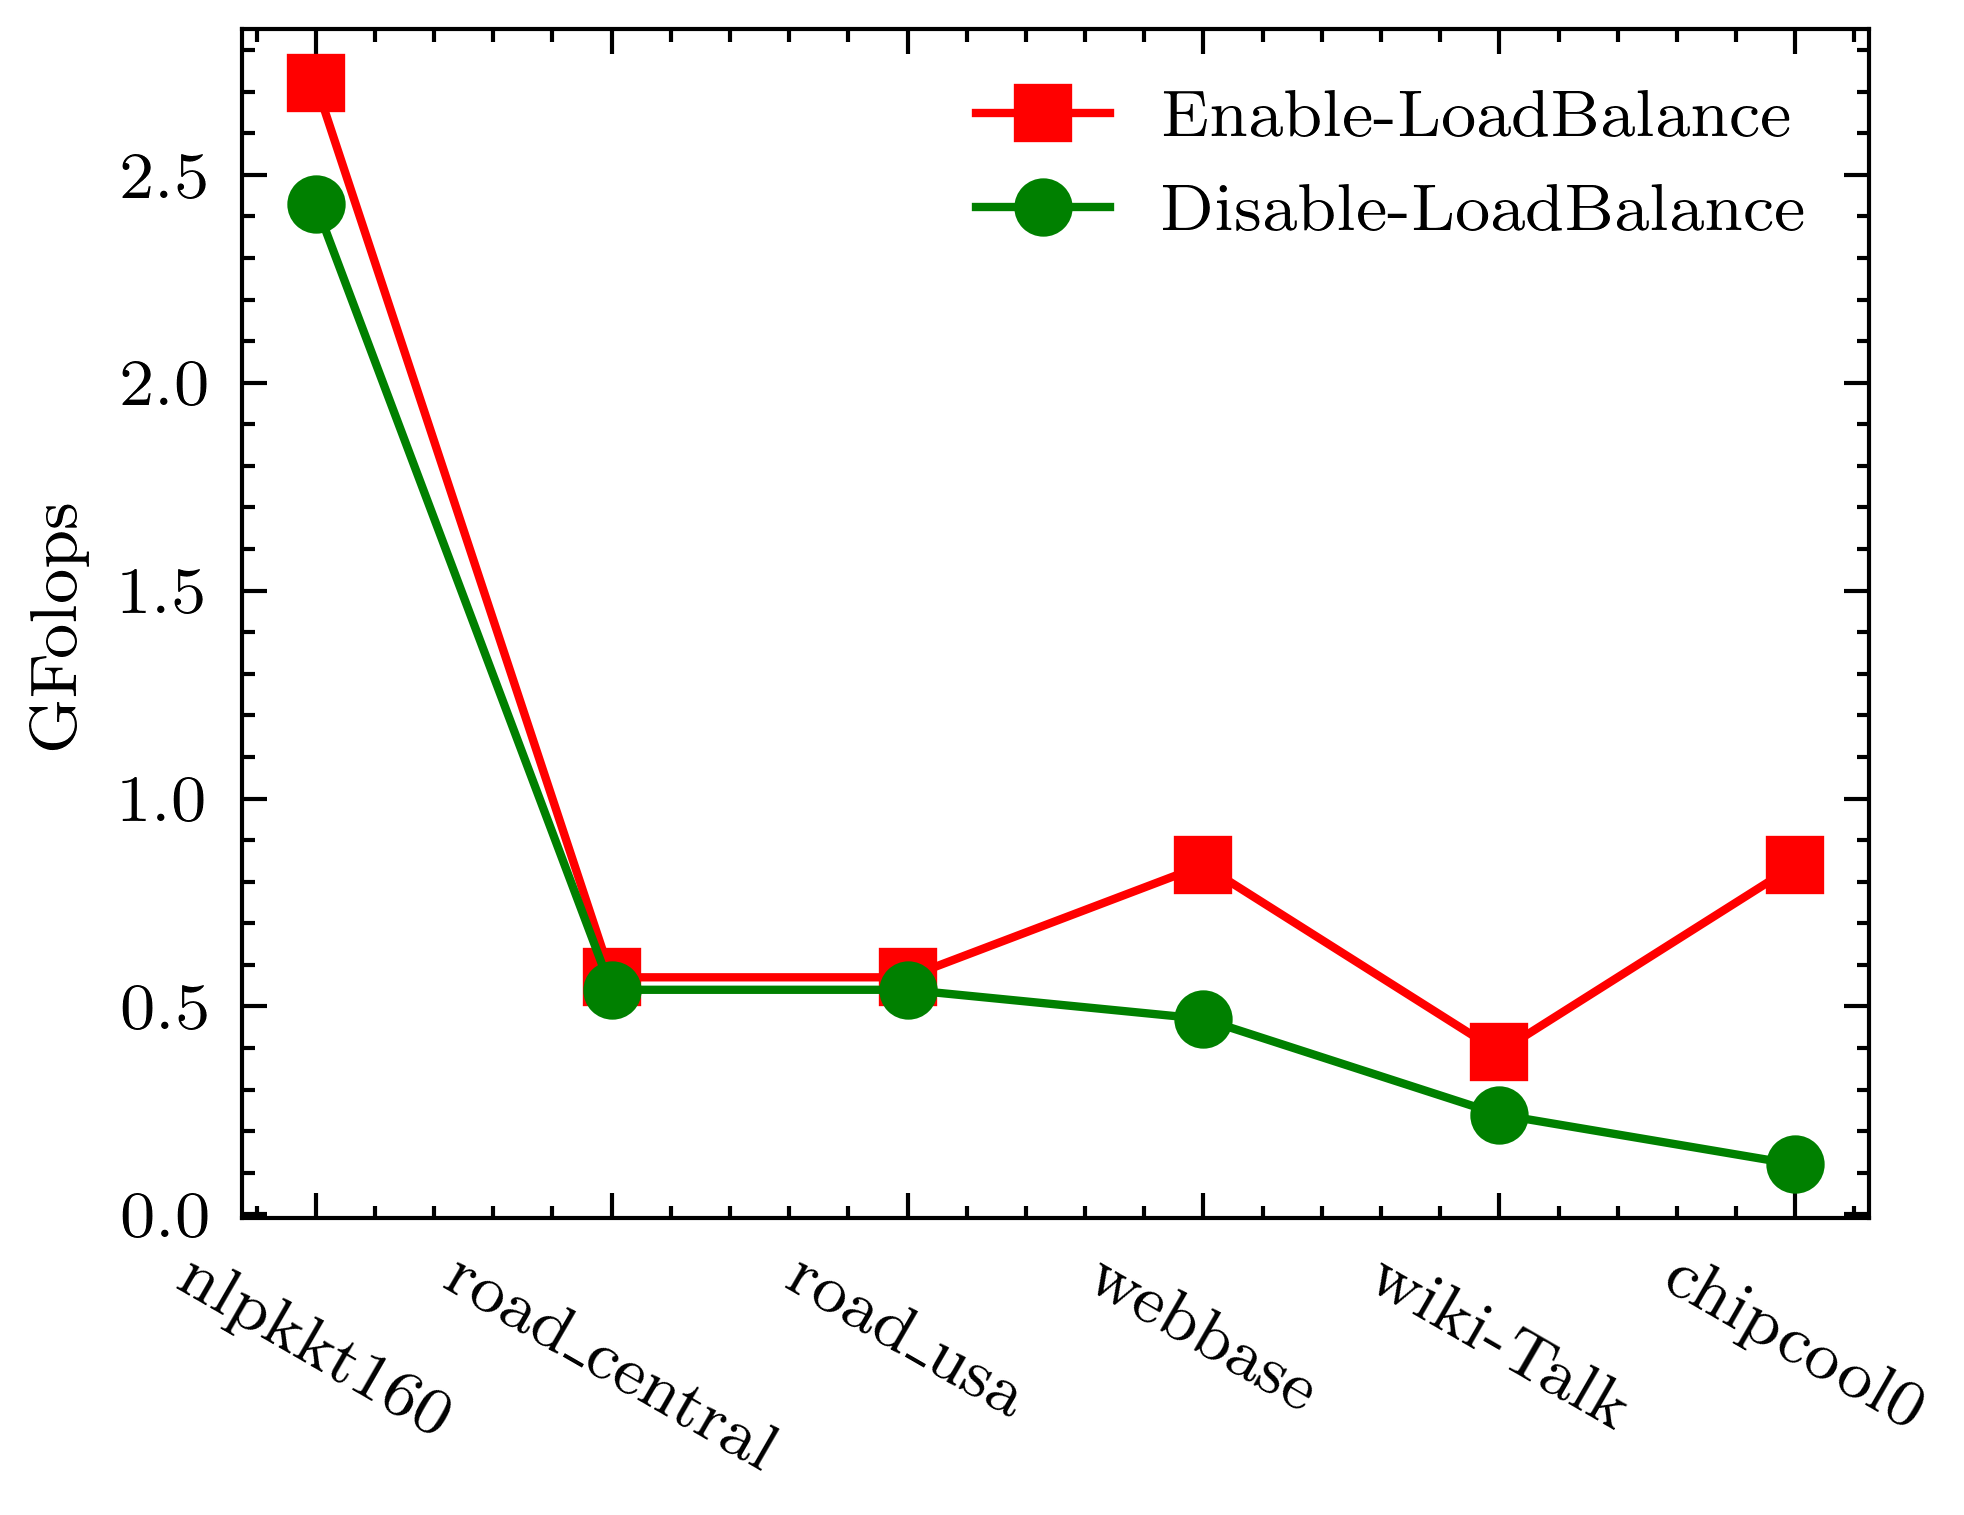 Enable-LoadBalance
Disable-LoadBalance
GFolops
2.5
2.0
1.5
1.0
0.5
0.0
nlpkkt160
road_central
road_usa
webbase
wiki-Talk
chipcool0